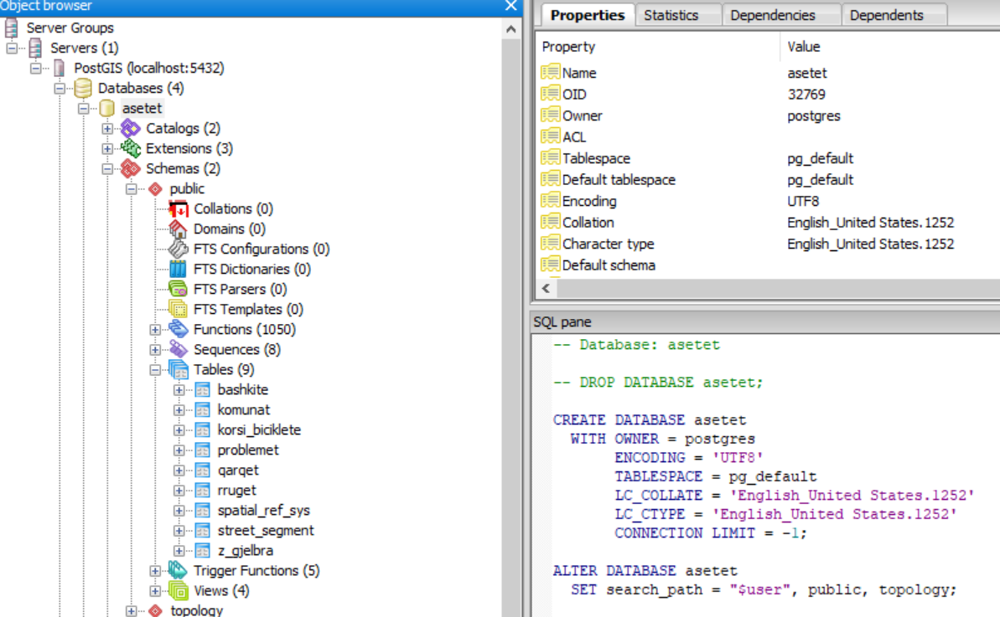 Object browser
Server Groups
Servers (1)
PostGIS (localhost:5432)
Databases (4)
asetet
Catalogs (2)
Extensions (3)
Schemas (2)
public
Collations (0)
Domains (0)
FTS Configurations (0)
FTS Dictionaries (0)
FTS Parsers (0)
FTS Templates (0)
Functions (1050)
Sequences (8)
Tables (9)
bashkite
komunat
korsi_biciklete
problemet
qarqet
rruget
spatial_ref_sys
street_segment
z_gjelbra
Trigger Functions (5)
Views (4)
topology
Properties Statistics Dependencies Dependents
Property Value
Name asetet
OID 32769
Owner postgres
ACL
Tablespace pg_default
Default tablespace pg_default
Encoding UTF8
Collation English_United States.1252
Character type English_United States.1252
Default schema
SQL pane
-- Database: asetet
-- DROP DATABASE asetet;
CREATE DATABASE asetet
WITH OWNER = postgres
ENCODING = 'UTF8'
TABLESPACE = pg_default
LC_COLLATE = 'English_United States.1252'
LC_CTYPE = 'English_United States.1252'
CONNECTION LIMIT = -1;
ALTER DATABASE asetet
SET search_path = "$user", public, topology;